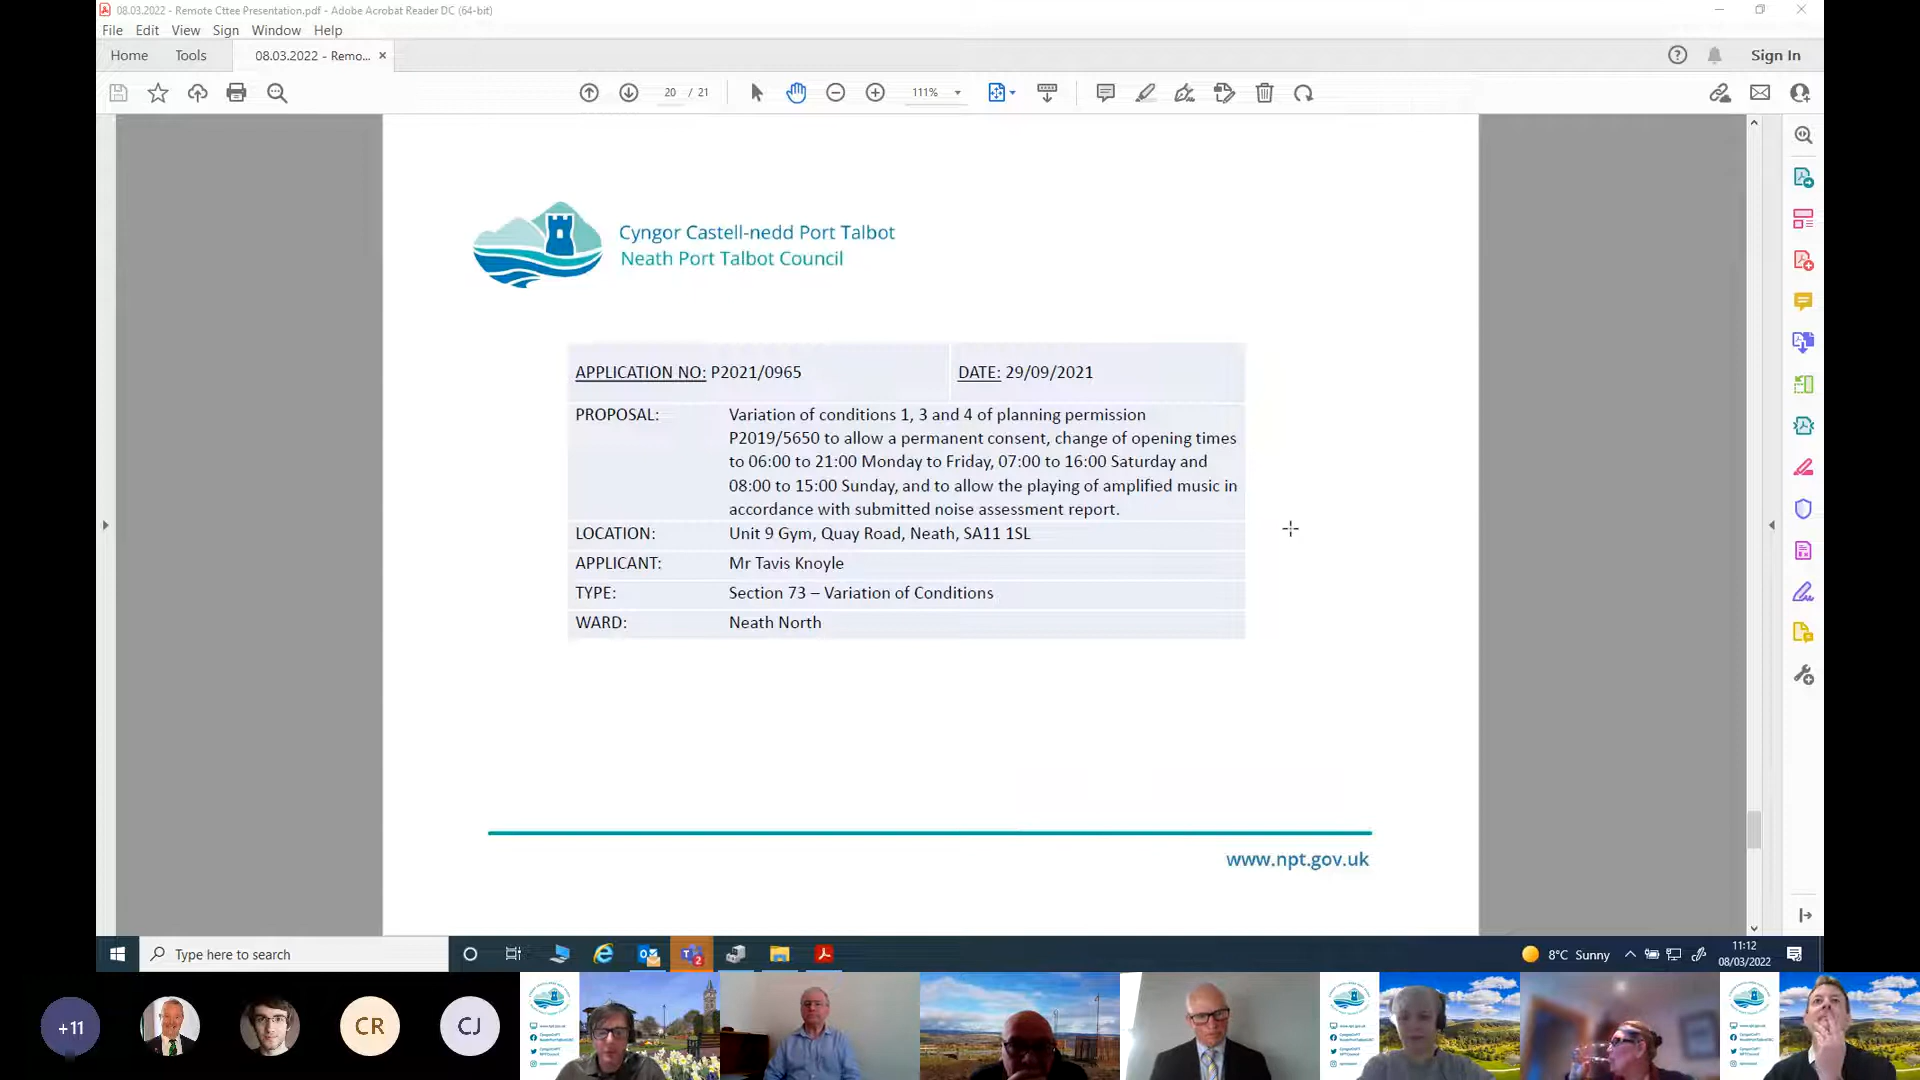 08.03.2022 - Remote Cttee Presentation.pdf - Adobe Acrobat Reader DC (64-bit)
File Edit View Sign Window Help
Home Tools 08.03.2022 - Remo... Sign In
20 / 21 111%
Cyngor Castell-nedd Port Talbot
Neath Port Talbot Council
APPLICATION NO: P2021/0965 DATE: 29/09/2021
PROPOSAL: Variation of conditions 1, 3 and 4 of planning permission
P2019/5650 to allow a permanent consent, change of opening times
to 06:00 to 21:00 Monday to Friday, 07:00 to 16:00 Saturday and
08:00 to 15:00 Sunday, and to allow the playing of amplified music in
accordance with submitted noise assessment report.
LOCATION: Unit 9 Gym, Quay Road, Neath, SA11 1SL
APPLICANT: Mr Tavis Knoyle
TYPE: Section 73 – Variation of Conditions
WARD: Neath North
www.npt.gov.uk
Type here to search
8°C Sunny
11:12
08/03/2022
+11 CR CJ